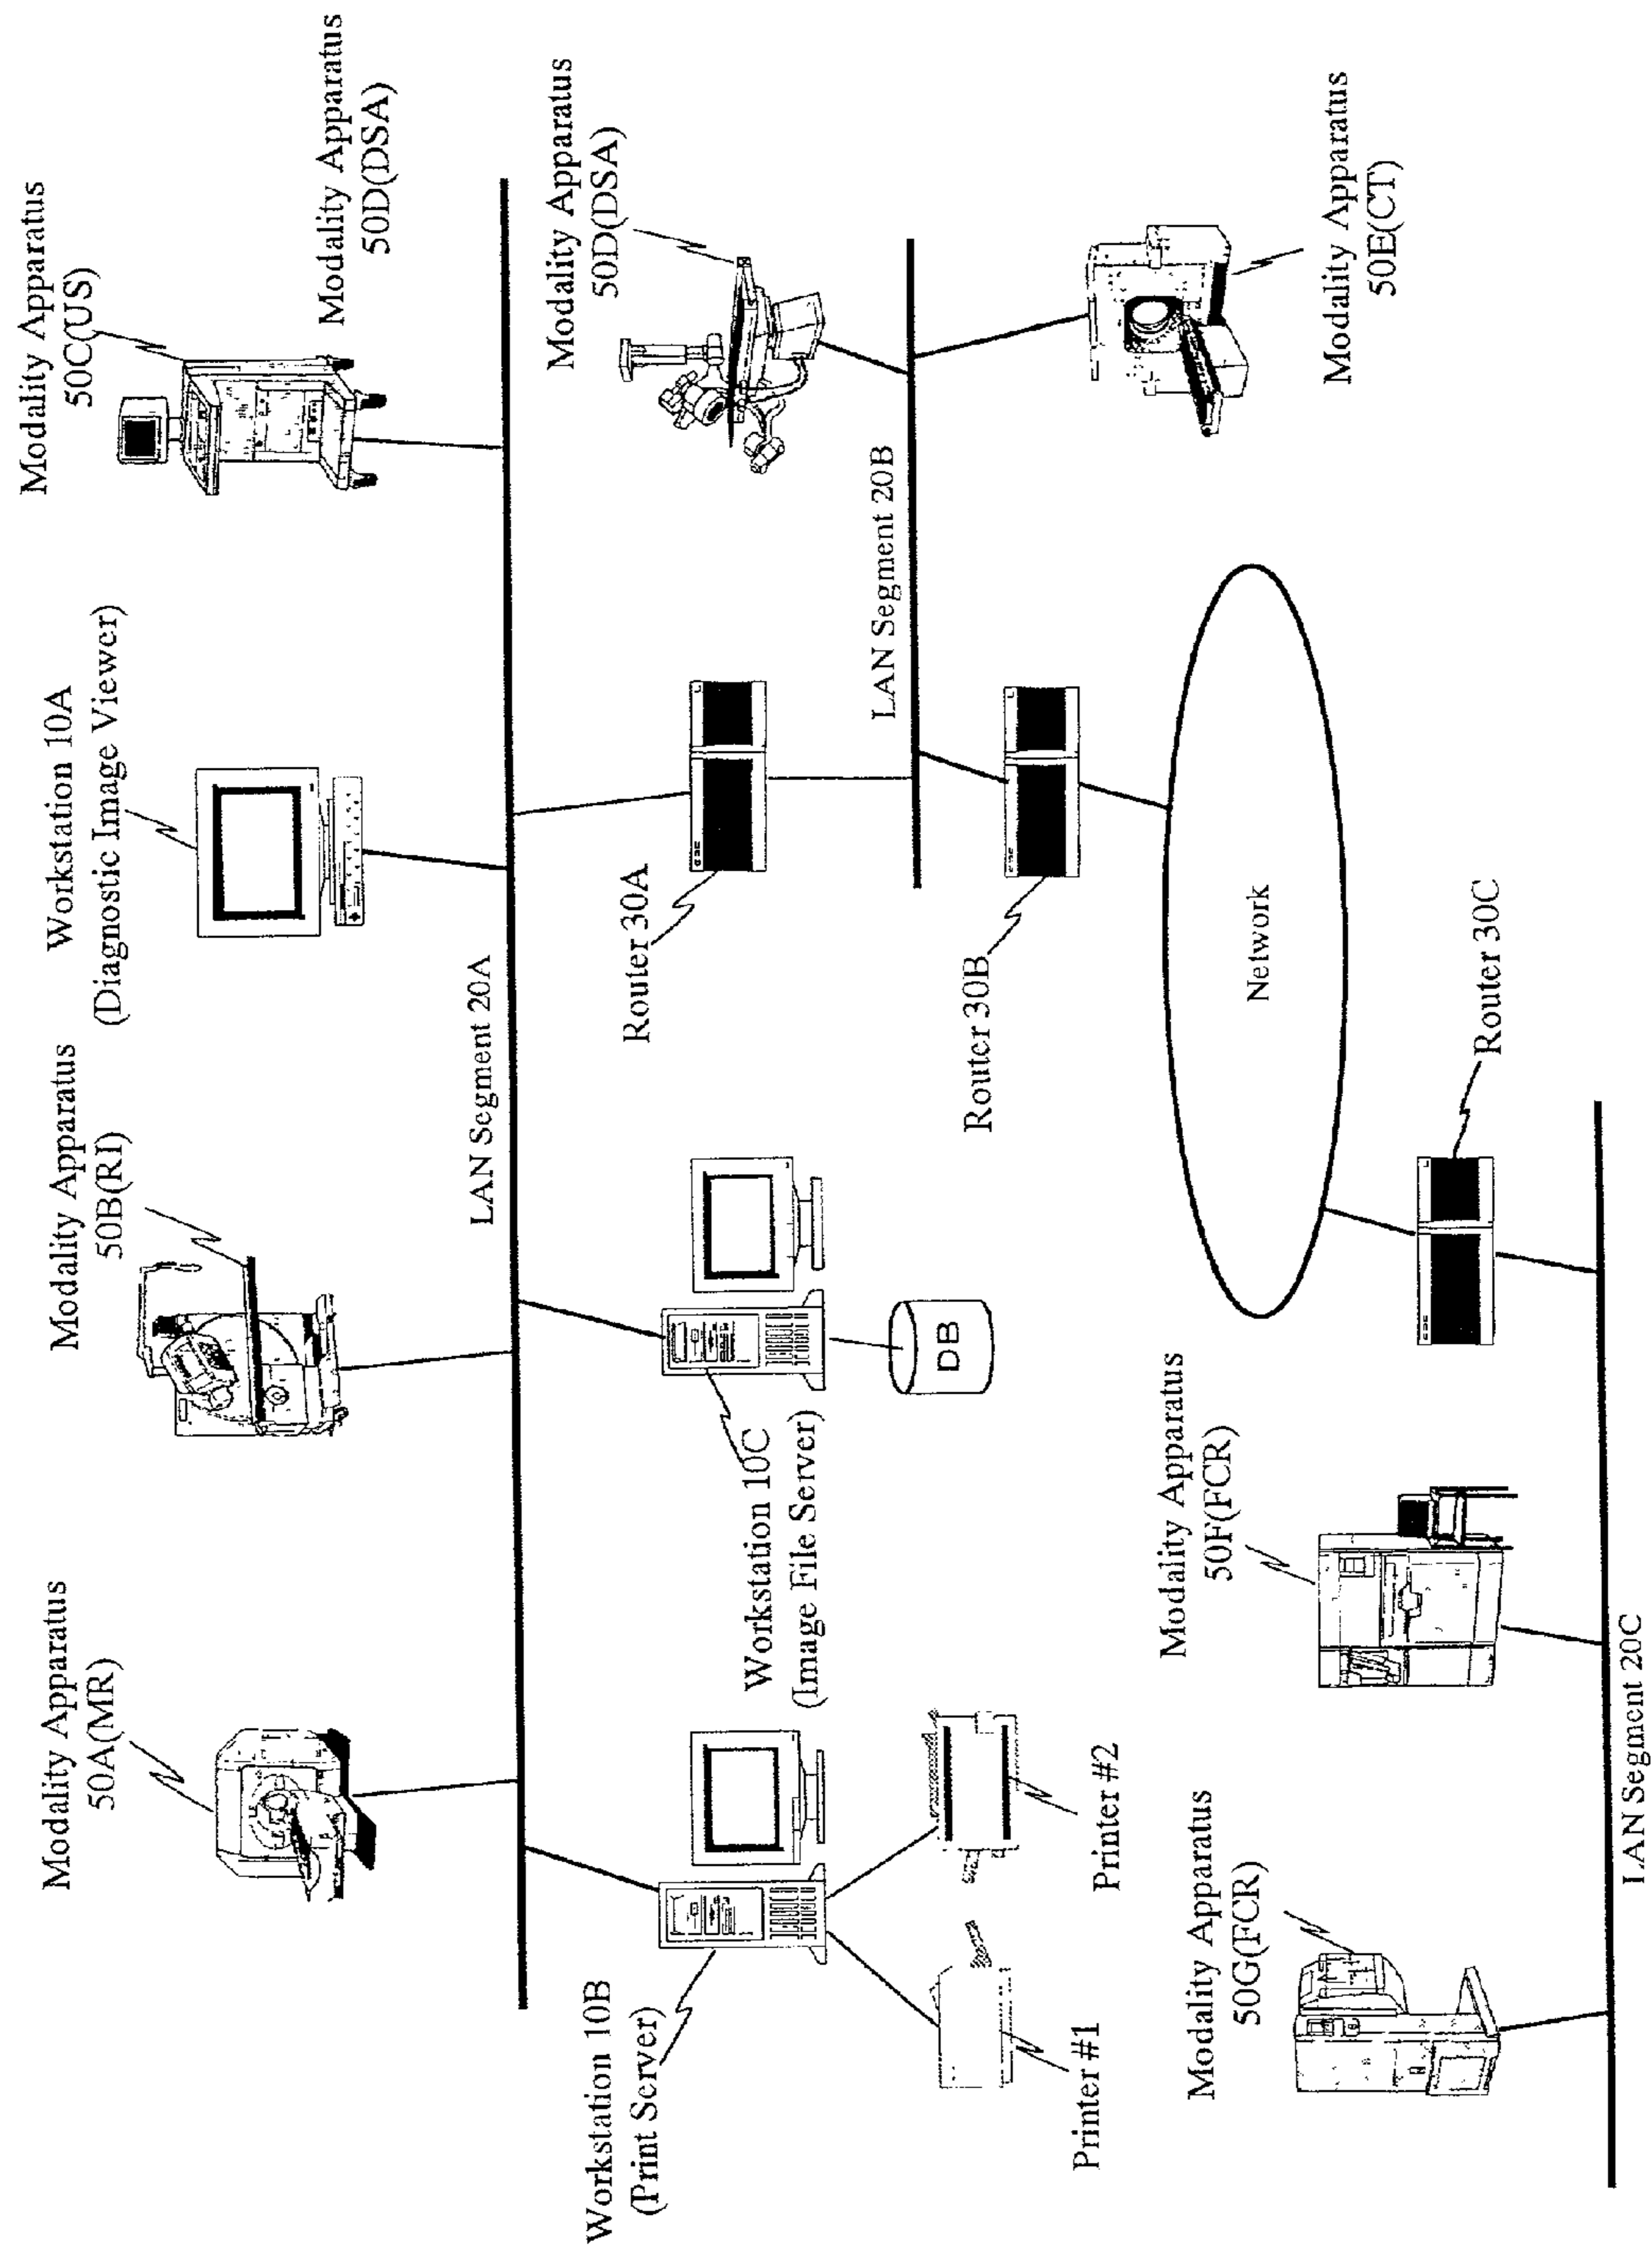 Modality Apparatus
50A(MR)
Modality Apparatus
50B(RI)
Workstation 10A
(Diagnostic Image Viewer)
Modality Apparatus
50C(US)
Modality Apparatus
50D(DSA)
LAN Segment 20A
Workstation 10B
(Print Server)
Workstation 10C
(Image File Server)
Router 30A
Modality Apparatus
50D(DSA)
DB
Printer #1
Printer #2
LAN Segment 20B
Router 30B
Modality Apparatus
50E(CT)
Network
Modality Apparatus
50G(FCR)
Modality Apparatus
50F(FCR)
Router 30C
LAN Segment 20C